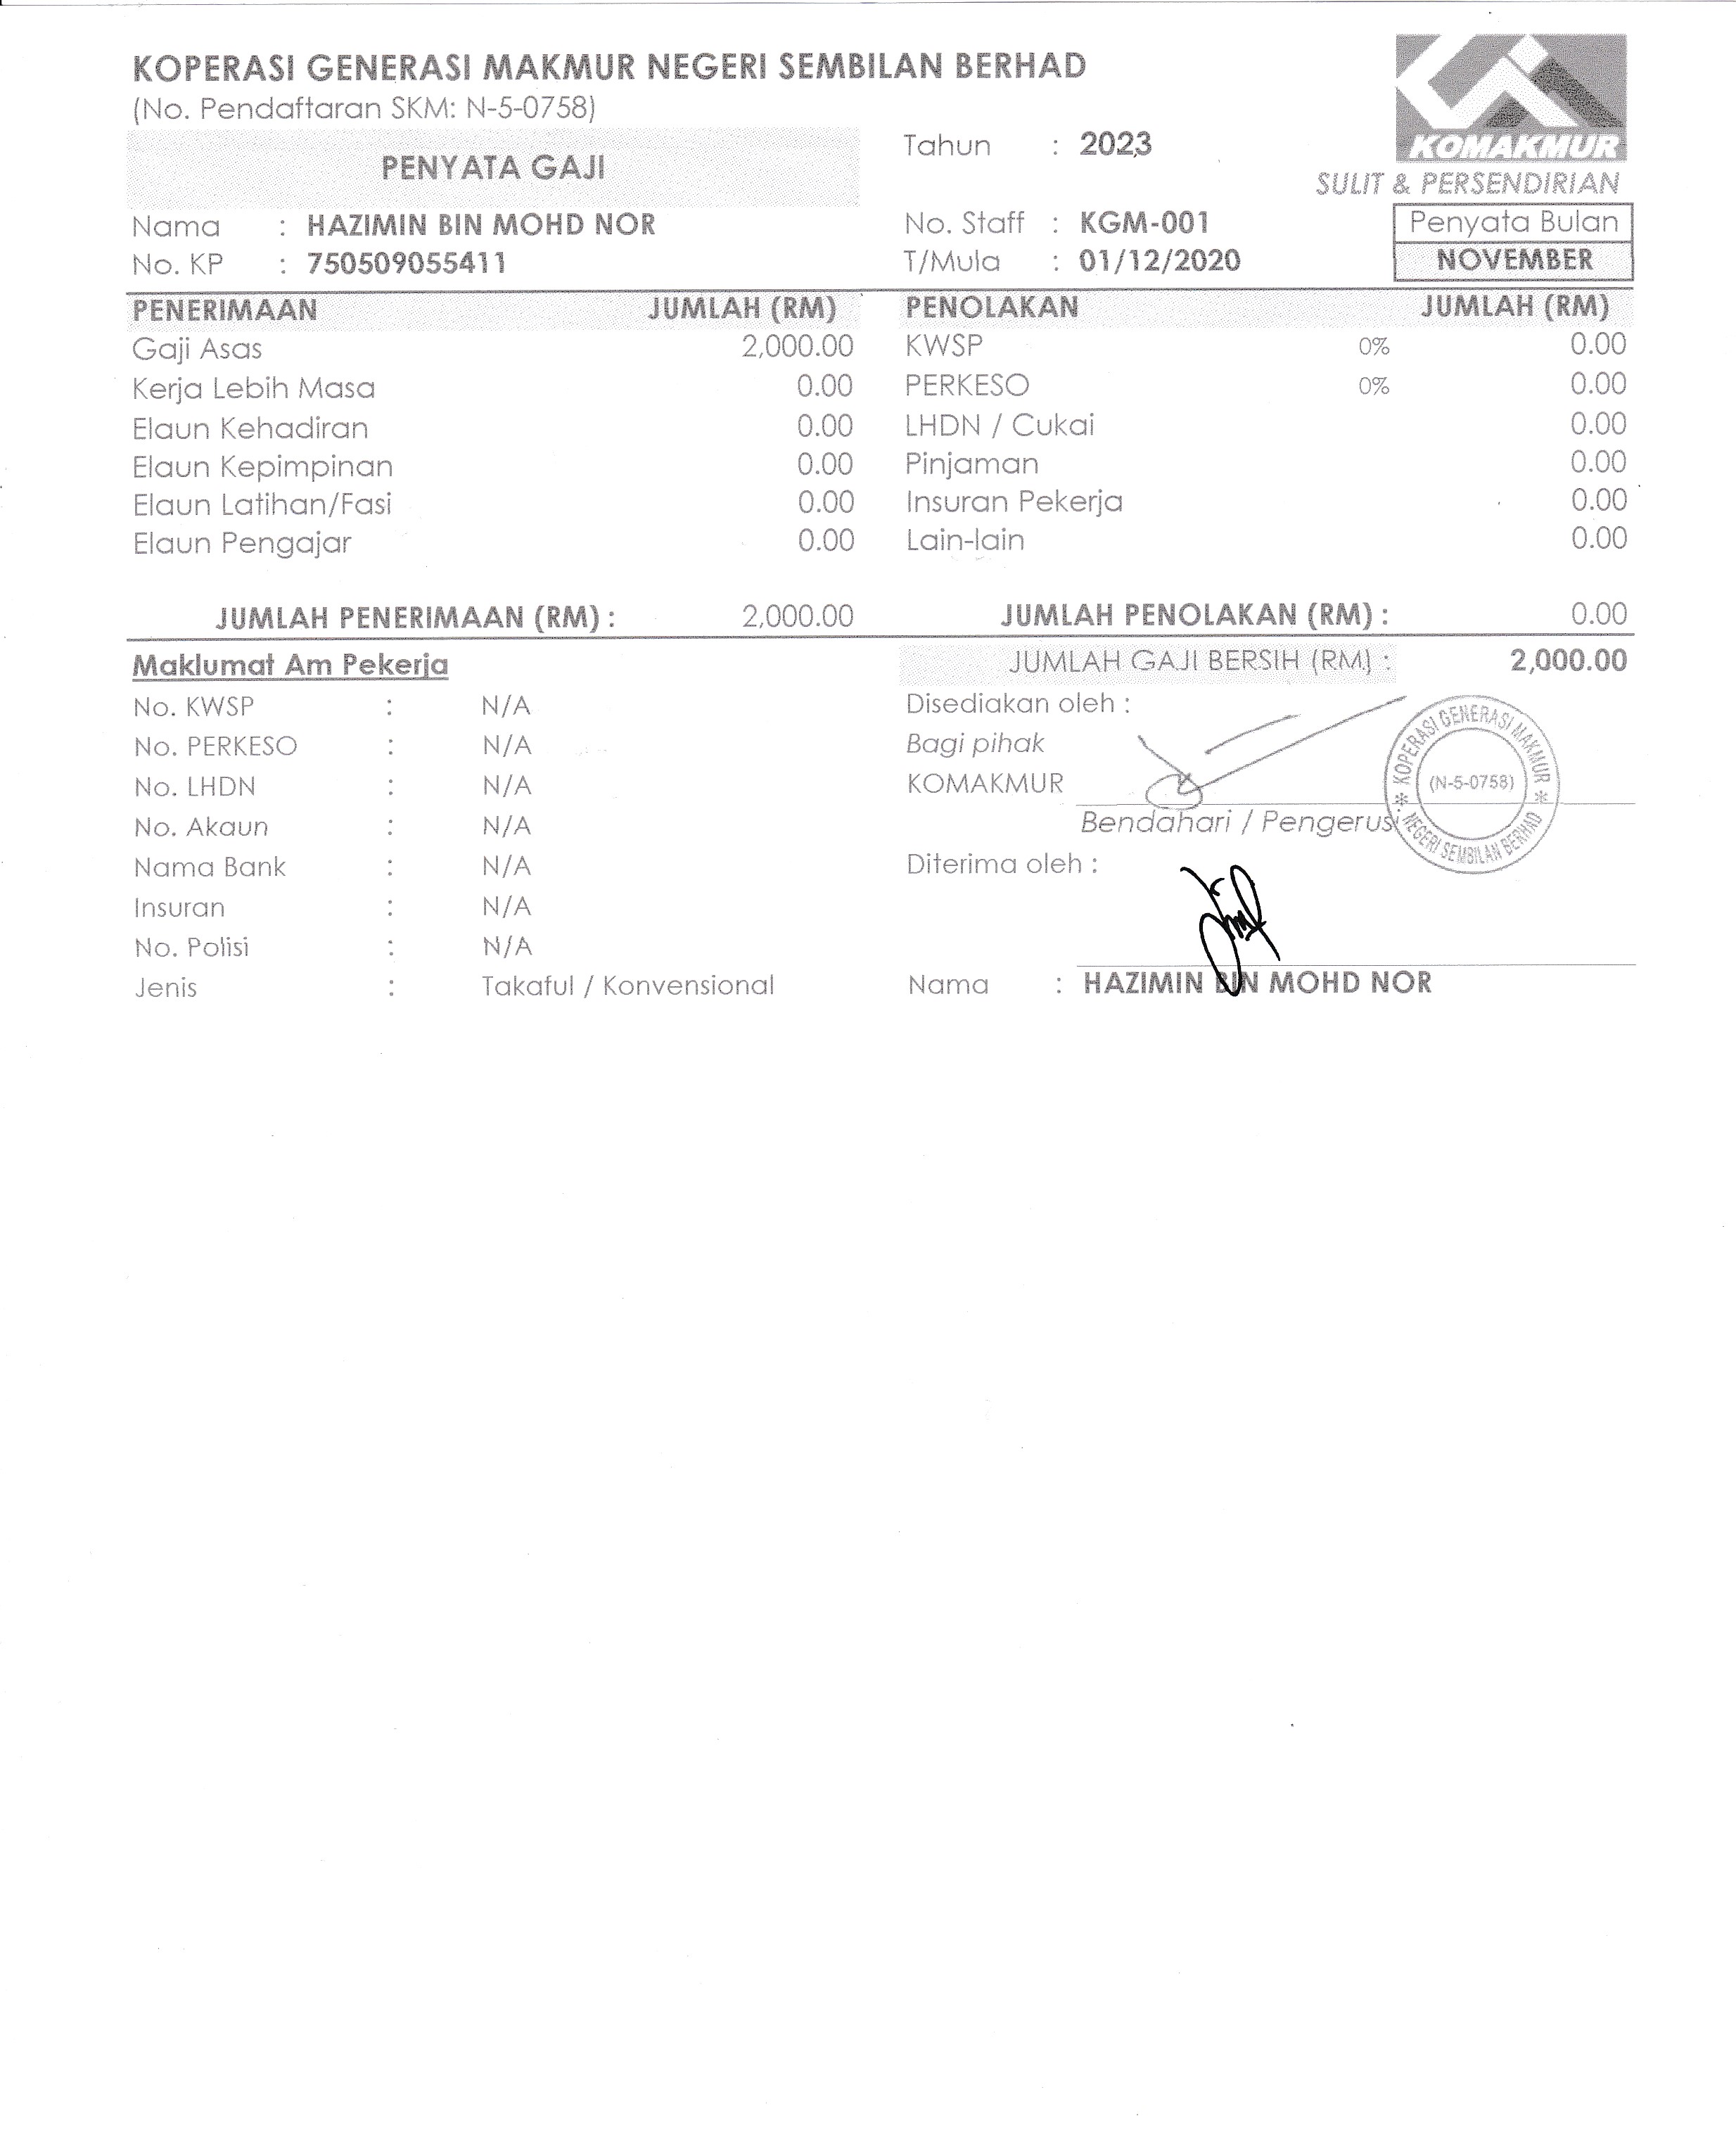 KOPERASI GENERASI MAKMUR NEGERI SEMBILAN BERHAD
(No. Pendaftaran SKM: N-5-0758)
KOMAKMUR
PENYATA GAJI
Tahun : 2023
SULIT & PERSENDIRIAN
Nama : HAZIMIN BIN MOHD NOR
No. Staff : KGM-001
Penyata Bulan
No. KP : 750509055411
T/Mula : 01/12/2020
NOVEMBER
PENERIMAAN JUMLAH (RM) PENOLAKAN JUMLAH (RM)
Gaji Asas 2,000.00 KWSP 0% 0.00
Kerja Lebih Masa 0.00 PERKESO 0% 0.00
Elaun Kehadiran 0.00 LHDN / Cukai 0.00
Elaun Kepimpinan 0.00 Pinjaman 0.00
Elaun Latihan/Fasi 0.00 Insuran Pekerja 0.00
Elaun Pengajar 0.00 Lain-lain 0.00
JUMLAH PENERIMAAN (RM) : 2,000.00 JUMLAH PENOLAKAN (RM) : 0.00
Maklumat Am Pekerja
JUMLAH GAJI BERSIH (RM) : 2,000.00
No. KWSP : N/A
No. PERKESO : N/A
No. LHDN : N/A
No. Akaun : N/A
Nama Bank : N/A
Insuran : N/A
No. Polisi : N/A
Jenis : Takaful / Konvensional
Disediakan oleh :
Bagi pihak
KOMAKMUR
Bendahari / Pengerusi
KOPERASI GENERASI MAKMUR
(N-5-0758)
NEGERI SEMBILAN BERHAD
Diterima oleh :
Nama : HAZIMIN BIN MOHD NOR